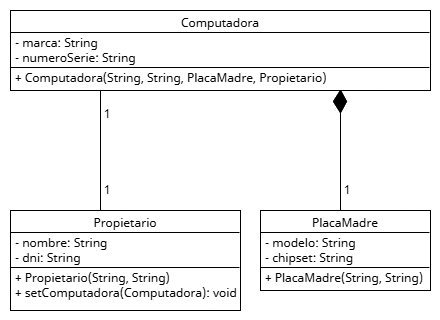 Computadora
- marca: String
- numeroSerie: String
+ Computadora(String, String, PlacaMadre, Propietario)
1
1
1
Propietario
- nombre: String
- dni: String
+ Propietario(String, String)
+ setComputadora(Computadora): void
PlacaMadre
- modelo: String
- chipset: String
+ PlacaMadre(String, String)